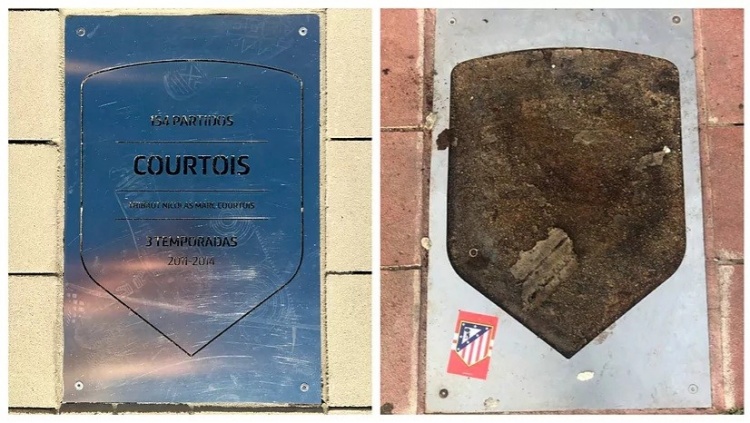 154 PARTIDOS
COURTOIS
THIBAUT NICOLAS MARC COURTOIS
3 TEMPORADAS
2011-2014